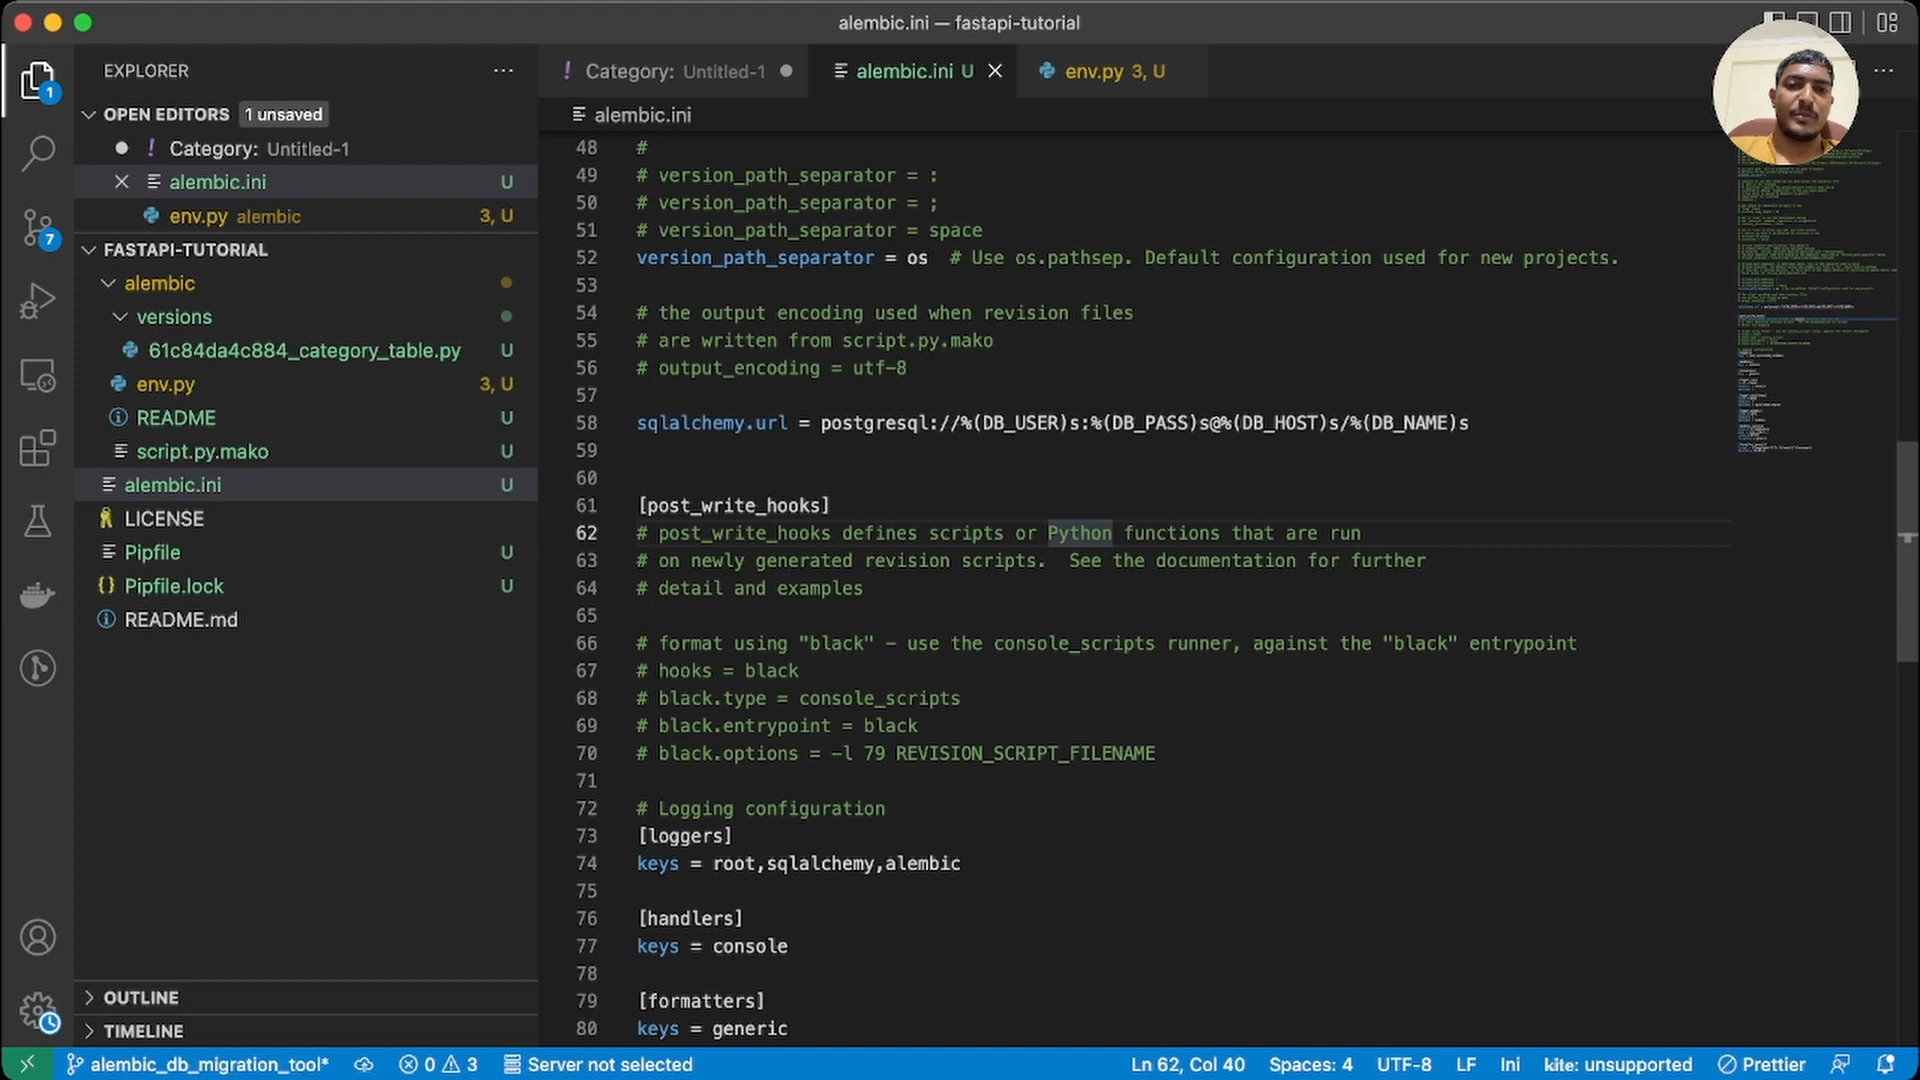 alembic.ini — fastapi-tutorial
EXPLORER
OPEN EDITORS 1 unsaved
! Category: Untitled-1
alembic.ini U
env.py alembic 3, U
FASTAPI-TUTORIAL
alembic
versions
61c84da4c884_category_table.py U
env.py 3, U
README U
script.py.mako U
alembic.ini U
LICENSE
Pipfile U
{} Pipfile.lock U
README.md
OUTLINE
TIMELINE
1
7
! Category: Untitled-1
alembic.ini U
env.py 3, U
alembic.ini
48 #
49 # version_path_separator = :
50 # version_path_separator = ;
51 # version_path_separator = space
52 version_path_separator = os  # Use os.pathsep. Default configuration used for new projects.
53
54 # the output encoding used when revision files
55 # are written from script.py.mako
56 # output_encoding = utf-8
57
58 sqlalchemy.url = postgresql://%(DB_USER)s:%(DB_PASS)s@%(DB_HOST)s/%(DB_NAME)s
59
60
61 [post_write_hooks]
62 # post_write_hooks defines scripts or Python functions that are run
63 # on newly generated revision scripts.  See the documentation for further
64 # detail and examples
65
66 # format using "black" - use the console_scripts runner, against the "black" entrypoint
67 # hooks = black
68 # black.type = console_scripts
69 # black.entrypoint = black
70 # black.options = -l 79 REVISION_SCRIPT_FILENAME
71
72 # Logging configuration
73 [loggers]
74 keys = root,sqlalchemy,alembic
75
76 [handlers]
77 keys = console
78
79 [formatters]
80 keys = generic
alembic_db_migration_tool* 0 3 Server not selected Ln 62, Col 40 Spaces: 4 UTF-8 LF Ini kite: unsupported Prettier